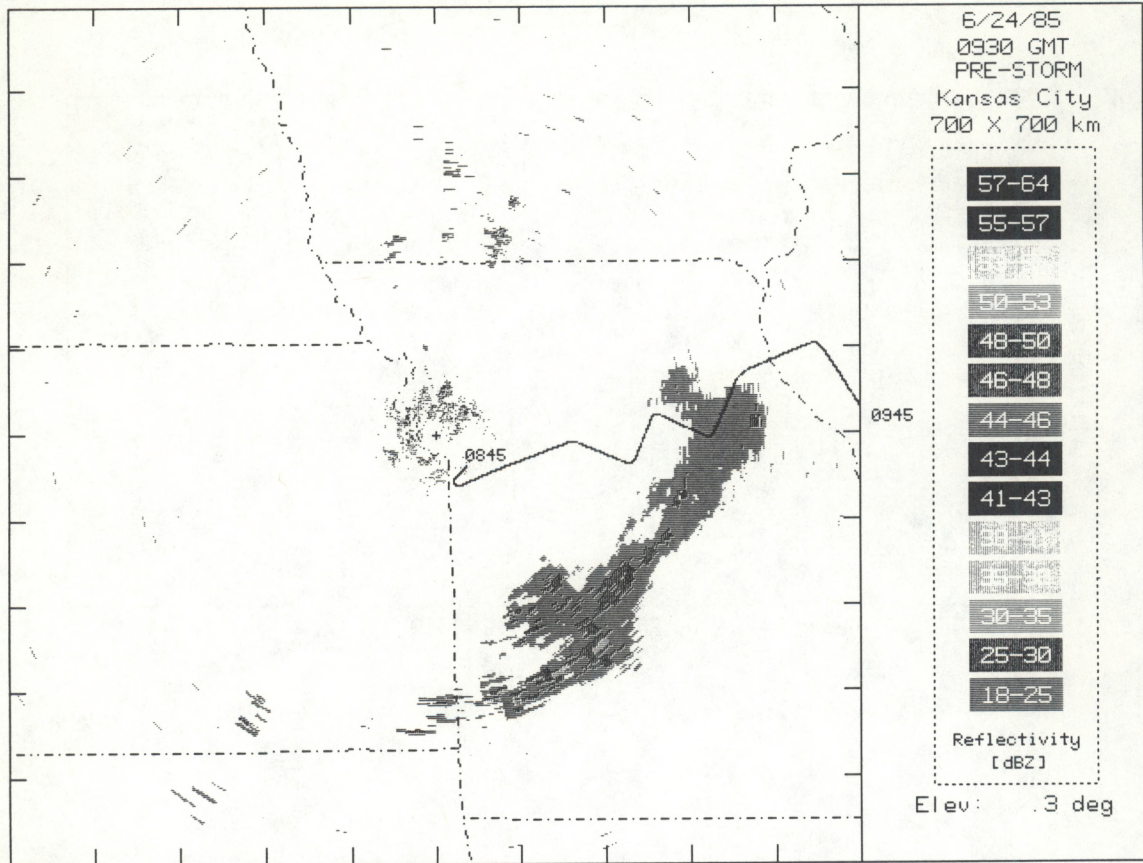 6/24/85
0930 GMT
PRE-STORM
Kansas City
700 X 700 km
57-64
55-57
50-53
48-50
46-48
44-46
43-44
41-43
30-35
25-30
18-25
Reflectivity
[dBZ]
Elev: .3 deg
0845
0945